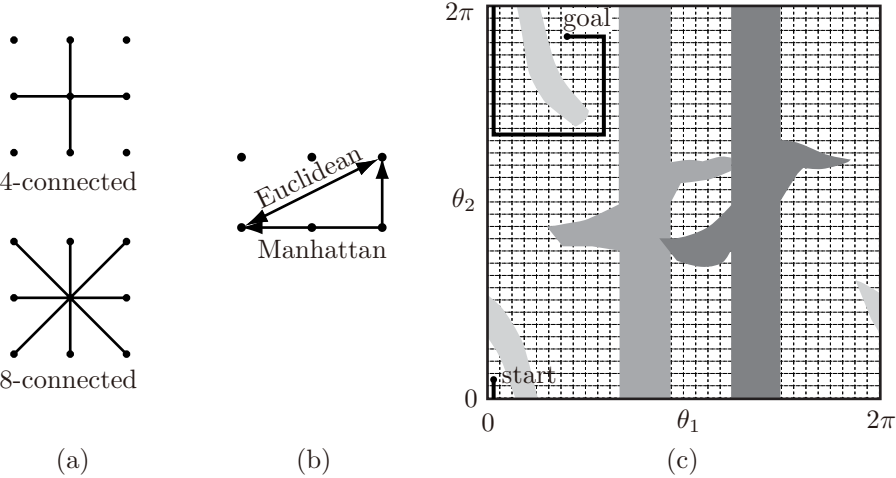 4-connected
8-connected
(a)
Euclidean
Manhattan
(b)
2π
goal
θ₂
start
0
0
θ₁
2π
(c)